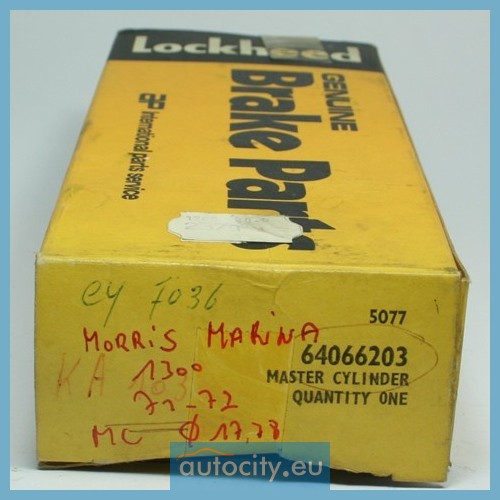 Lockheed
GENUINE
Brake Parts
AP international parts service
CY 7036
MORRIS MARINA
1300
71-72
MC Ø 17,78
KA 103
5077
64066203
MASTER CYLINDER
QUANTITY ONE
autocity.eu